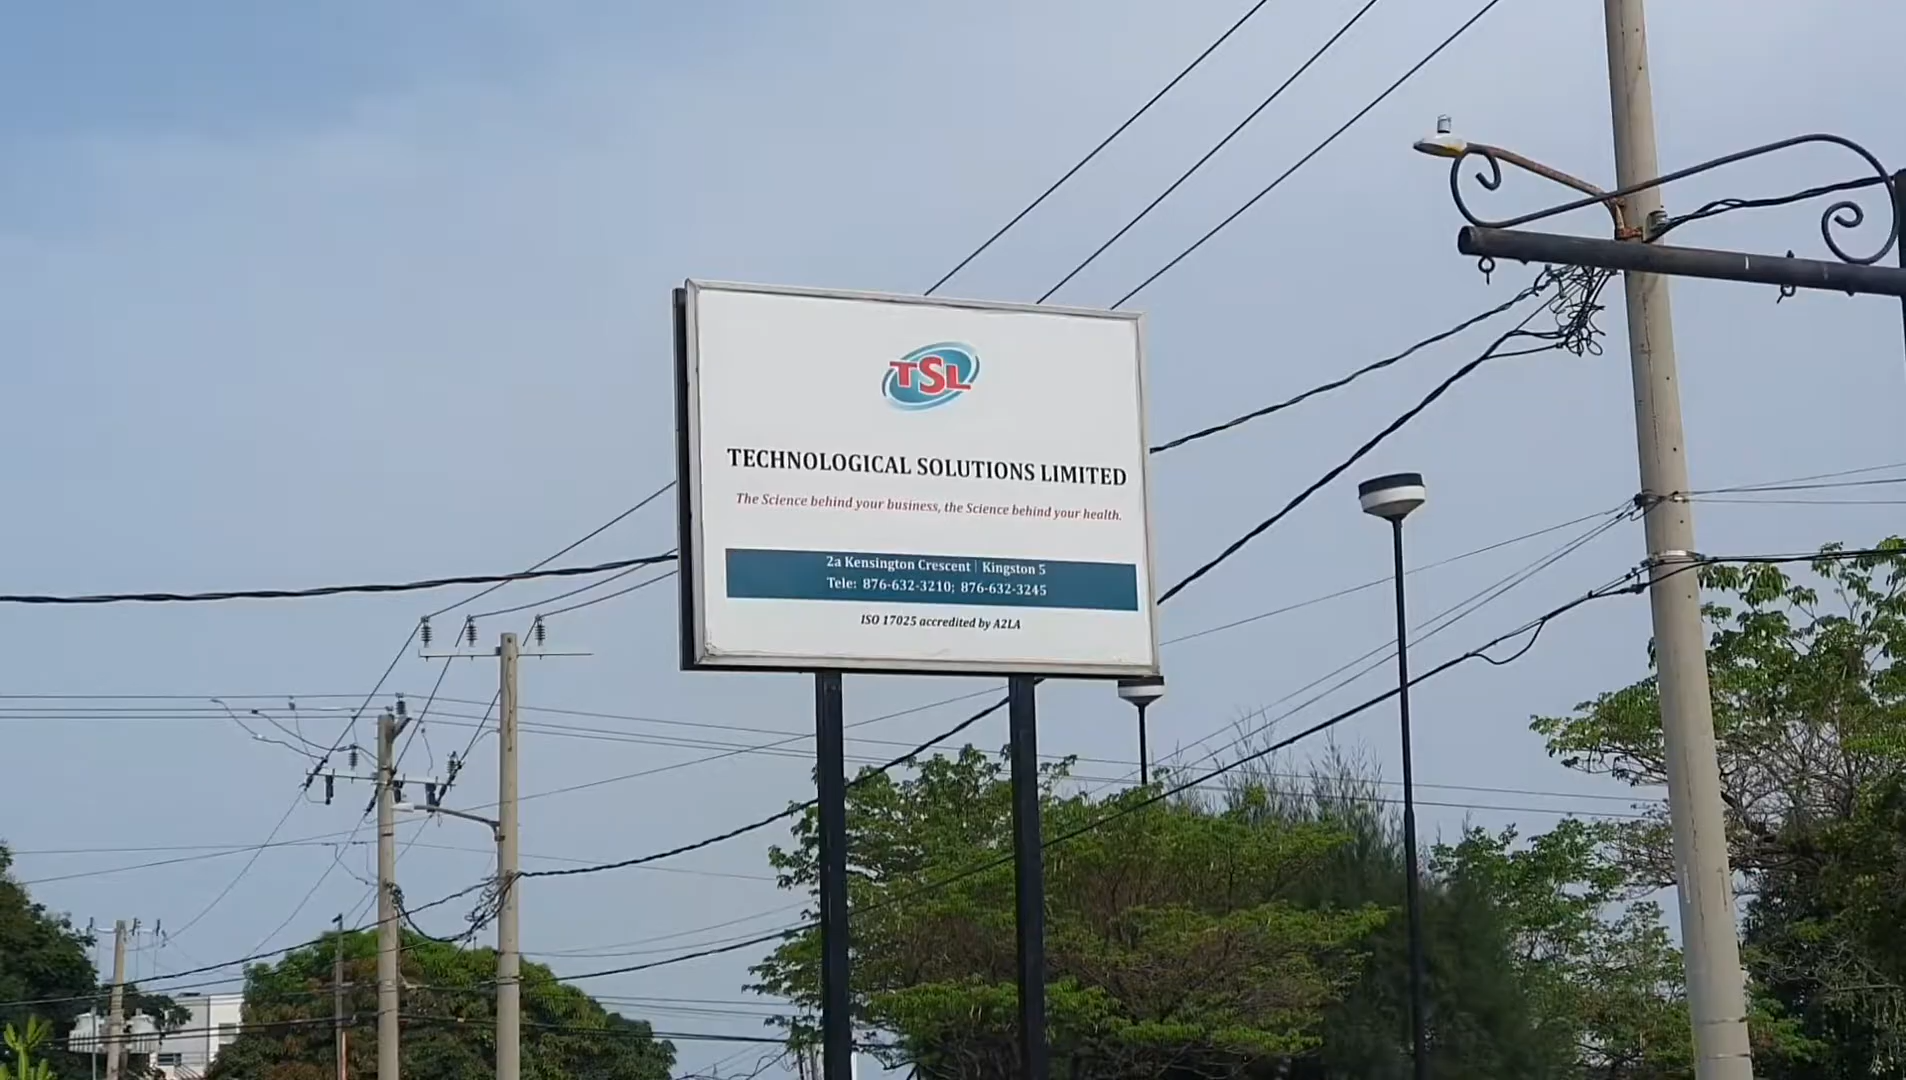 TSL
TECHNOLOGICAL SOLUTIONS LIMITED
The Science behind your business, the Science behind your health.
2a Kensington Crescent | Kingston 5
Tele: 876-632-3210; 876-632-3245
ISO 17025 accredited by A2LA